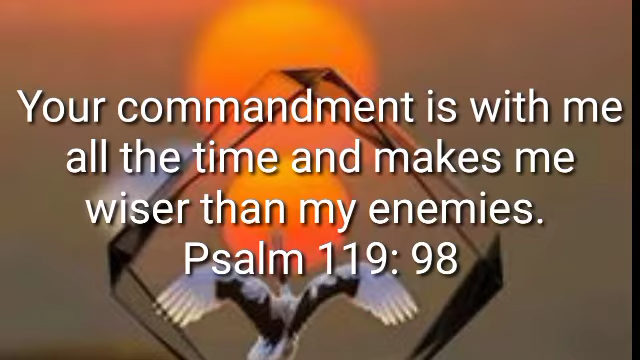 Your commandment is with me
all the time and makes me
wiser than my enemies.
Psalm 119: 98